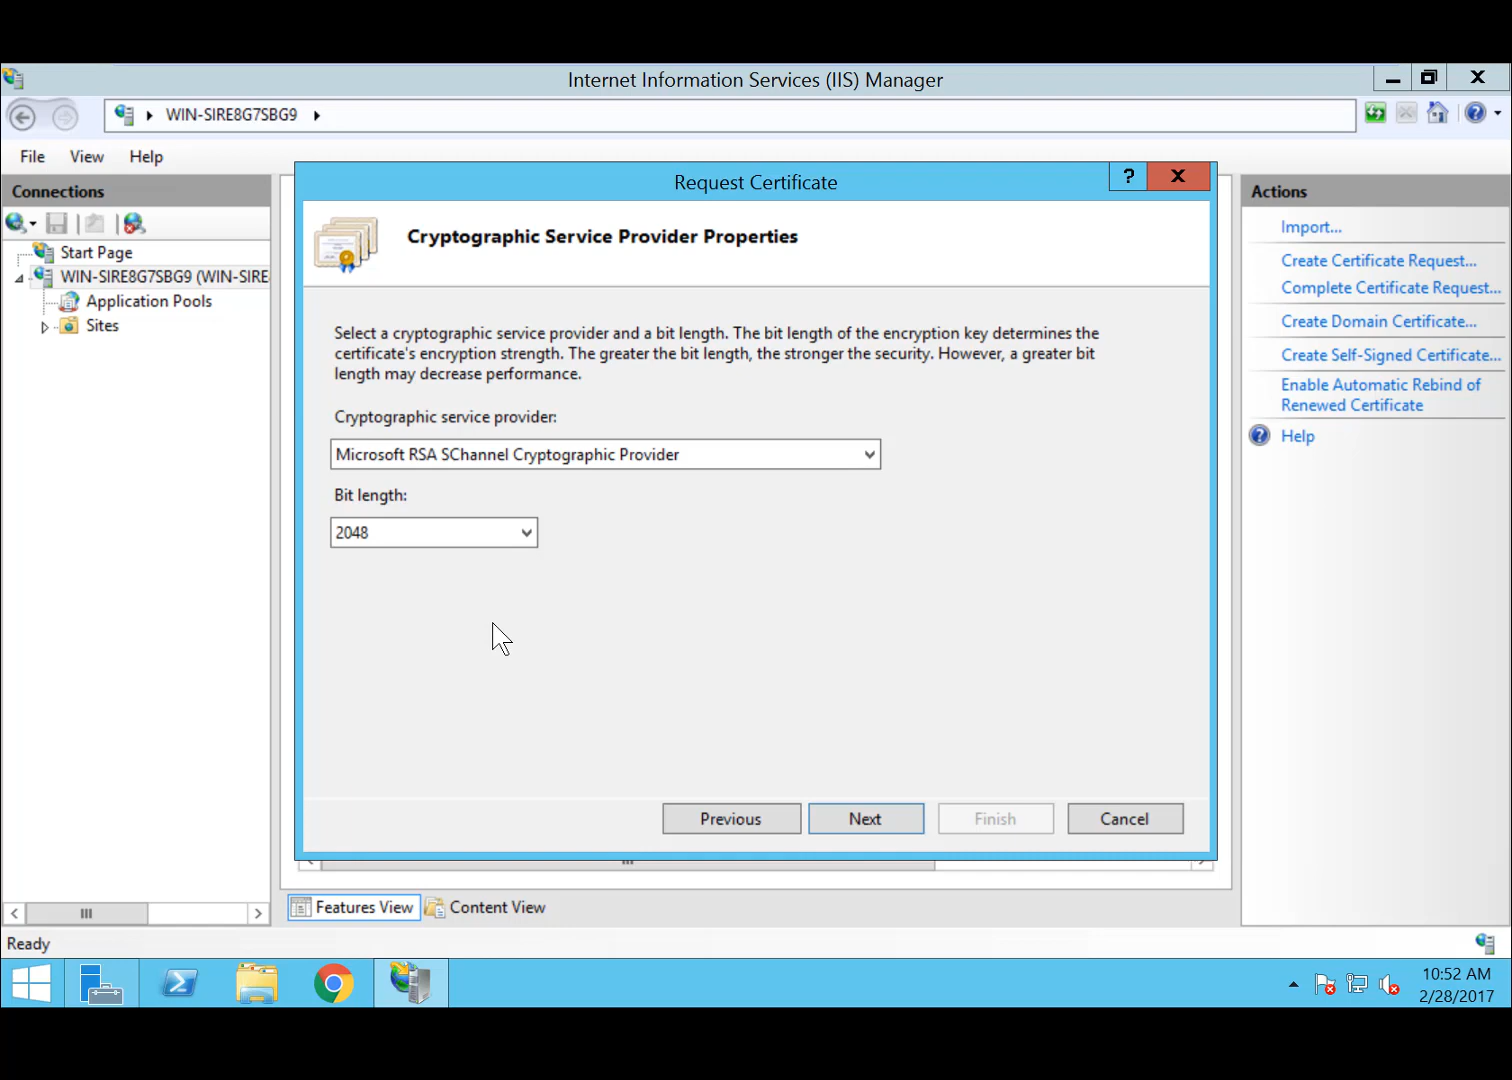 Internet Information Services (IIS) Manager
WIN-SIRE8G7SBG9
File View Help
Connections
Start Page
WIN-SIRE8G7SBG9 (WIN-SIRE
Application Pools
Sites
Request Certificate
?
X
Cryptographic Service Provider Properties
Select a cryptographic service provider and a bit length. The bit length of the encryption key determines the
certificate's encryption strength. The greater the bit length, the stronger the security. However, a greater bit
length may decrease performance.
Cryptographic service provider:
Microsoft RSA SChannel Cryptographic Provider
Bit length:
2048
Previous Next Finish Cancel
Actions
Import...
Create Certificate Request...
Complete Certificate Request...
Create Domain Certificate...
Create Self-Signed Certificate...
Enable Automatic Rebind of
Renewed Certificate
Help
Features View Content View
Ready
10:52 AM
2/28/2017